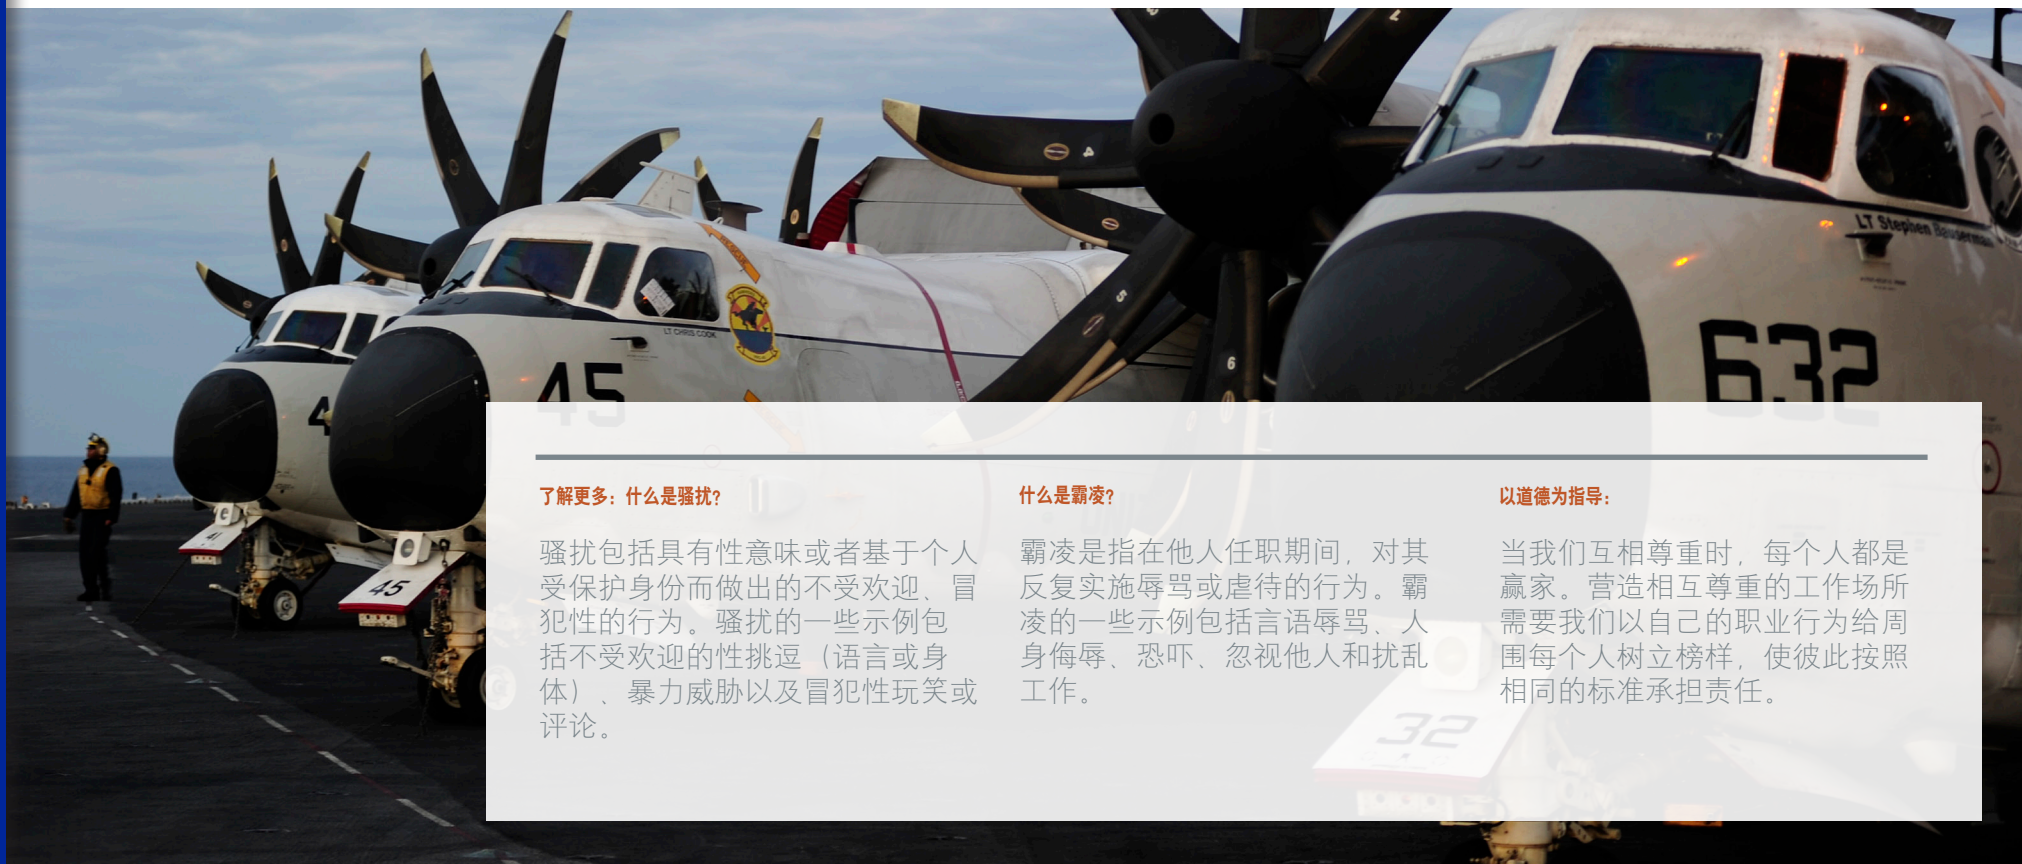 LT Stephen Bauserman
632
RESCUE
LT CHRIS COOK
45
4
4
5
6
41
45
32
了解更多：什么是骚扰?
骚扰包括具有性意味或者基于个人
受保护身份而做出的不受欢迎、冒
犯性的行为。骚扰的一些示例包
括不受欢迎的性挑逗（语言或身
体）、暴力威胁以及冒犯性玩笑或
评论。
什么是霸凌?
霸凌是指在他人任职期间，对其
反复实施辱骂或虐待的行为。霸
凌的一些示例包括言语辱骂、人
身侮辱、恐吓、忽视他人和扰乱
工作。
以道德为指导：
当我们互相尊重时，每个人都是
赢家。营造相互尊重的工作场所
需要我们以自己的职业行为给周
围每个人树立榜样，使彼此按照
相同的标准承担责任。